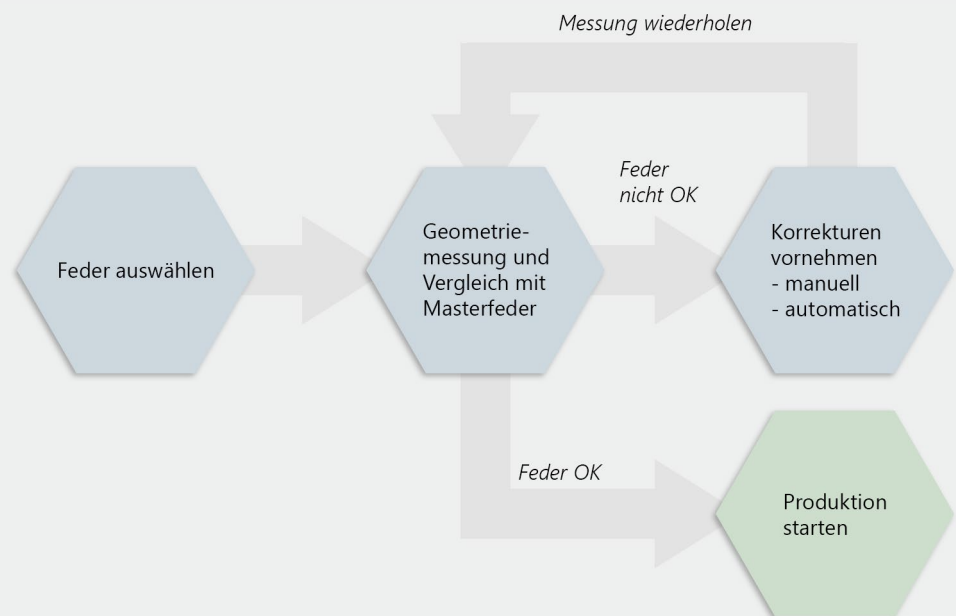 Messung wiederholen
Feder auswählen
Geometrie-
messung und
Vergleich mit
Masterfeder
Feder
nicht OK
Korrekturen
vornehmen
- manuell
- automatisch
Feder OK
Produktion
starten